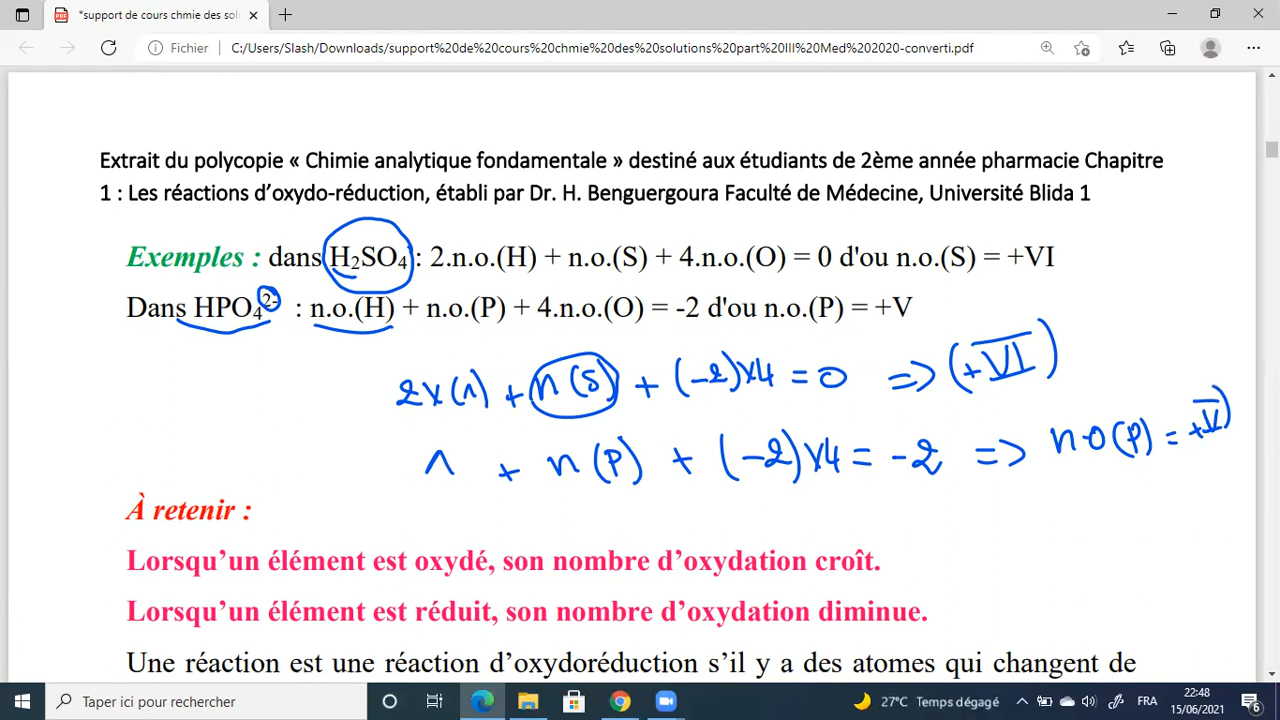 *support de cours chmie des sol
Fichier C:/Users/Slash/Downloads/support%20de%20cours%20chmie%20des%20solutions%20part%20III%20Med%202020-converti.pdf
Extrait du polycopie « Chimie analytique fondamentale » destiné aux étudiants de 2ème année pharmacie Chapitre
1 : Les réactions d’oxydo-réduction, établi par Dr. H. Benguergoura Faculté de Médecine, Université Blida 1
Exemples : dans H₂SO₄ : 2.n.o.(H) + n.o.(S) + 4.n.o.(O) = 0 d'ou n.o.(S) = +VI
Dans HPO₄²⁻ : n.o.(H) + n.o.(P) + 4.n.o.(O) = -2 d'ou n.o.(P) = +V
2x(1) + n(S) + (-2)x4 = 0 => (+VI)
1 + n(P) + (-2)x4 = -2 => n.o(P) = +V
À retenir :
Lorsqu’un élément est oxydé, son nombre d’oxydation croît.
Lorsqu’un élément est réduit, son nombre d’oxydation diminue.
Une réaction est une réaction d’oxydoréduction s’il y a des atomes qui changent de
Taper ici pour rechercher
27°C Temps dégagé
FRA
22:48
15/06/2021
6